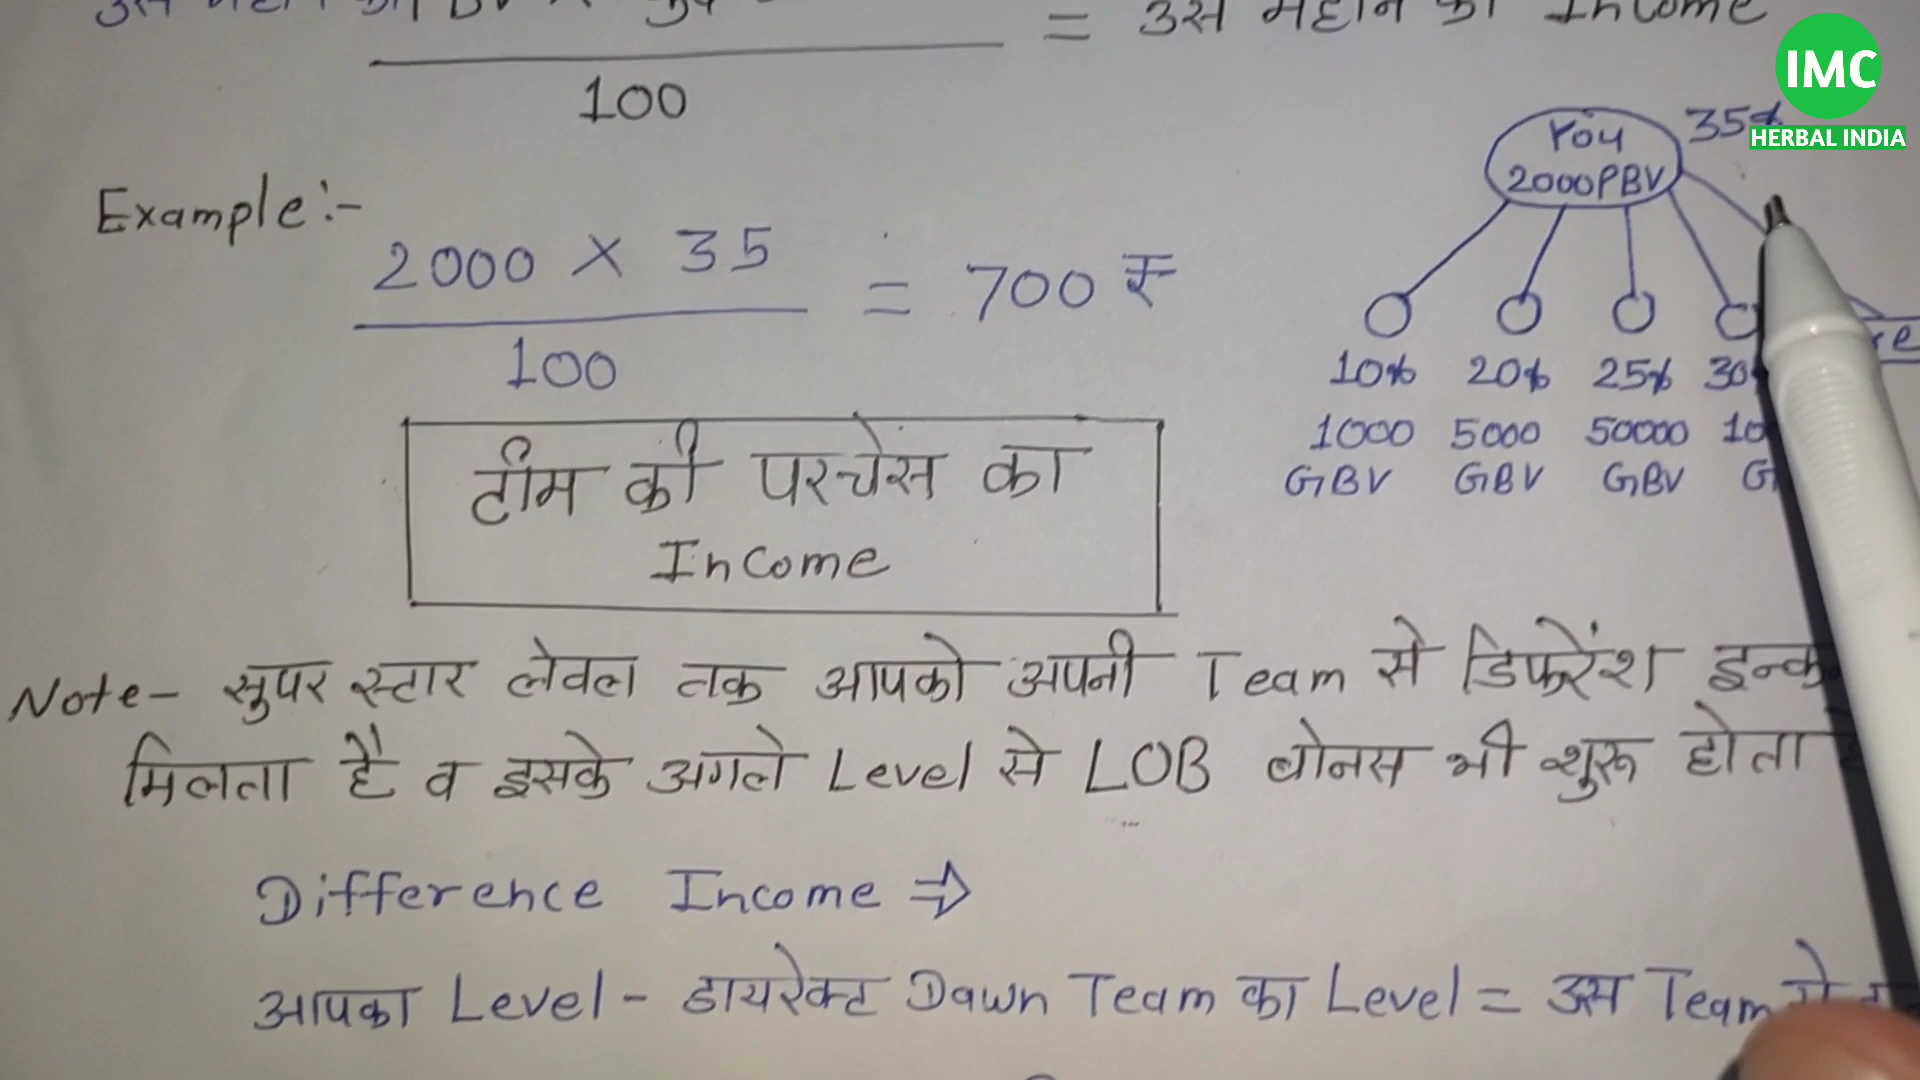 = उस महीने का Income
100
IMC
HERBAL INDIA
You 35%
2000PBV
Example:-
2000 X 35 = 700 ₹
100
10% 20% 25% 30
1000 5000 50000 10
GBV GBV GBV G
टीम की परचेस का
Income
Note- सुपर स्टार लेवल तक आपको अपनी Team से डिफरेंश
मिलता है व इसके अगले Level से LOB बोनस भी शुरू होता
Difference Income ⇒
आपका Level - डायरेक्ट Dawn Team का Level = उस Team